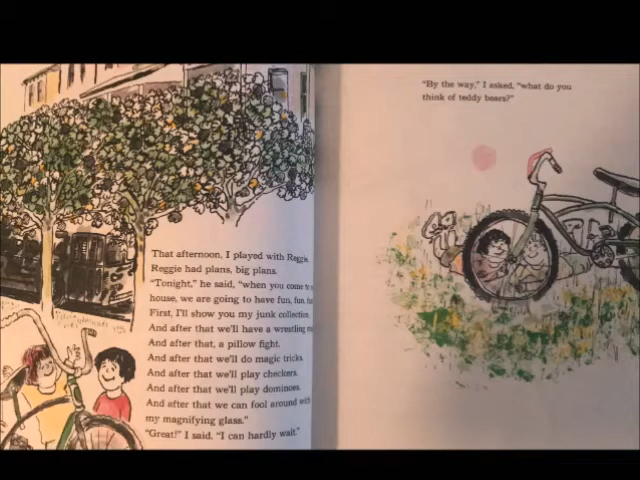 That afternoon, I played with Reggie.
Reggie had plans, big plans.
"Tonight," he said, "when you come to
house, we are going to have fun, fun,
First, I'll show you my junk collection.
And after that we'll have a wrestling
And after that, a pillow fight.
And after that we'll do magic tricks.
And after that we'll play checkers.
And after that we'll play dominoes.
And after that we can fool around with
my magnifying glass."
"Great!" I said, "I can hardly wait."
"By the way," I asked, "what do you
think of teddy bears?"